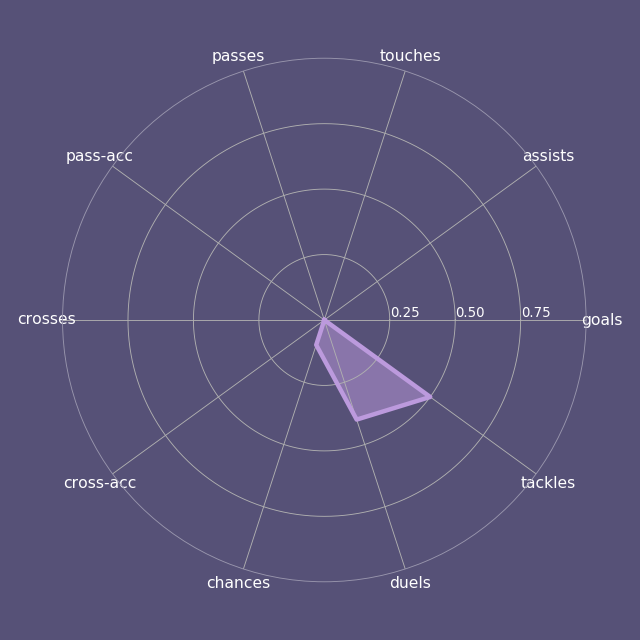 passes
touches
pass-acc
assists
crosses
0.25
0.50
0.75
goals
cross-acc
tackles
chances
duels